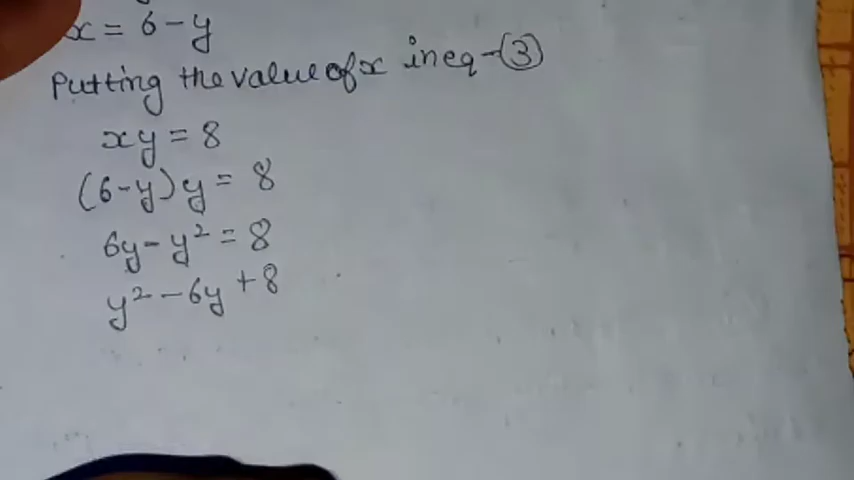 x = 6 - y
Putting the value of x in eq - (3)
xy = 8
(6-y)y = 8
6y - y² = 8
y² - 6y + 8